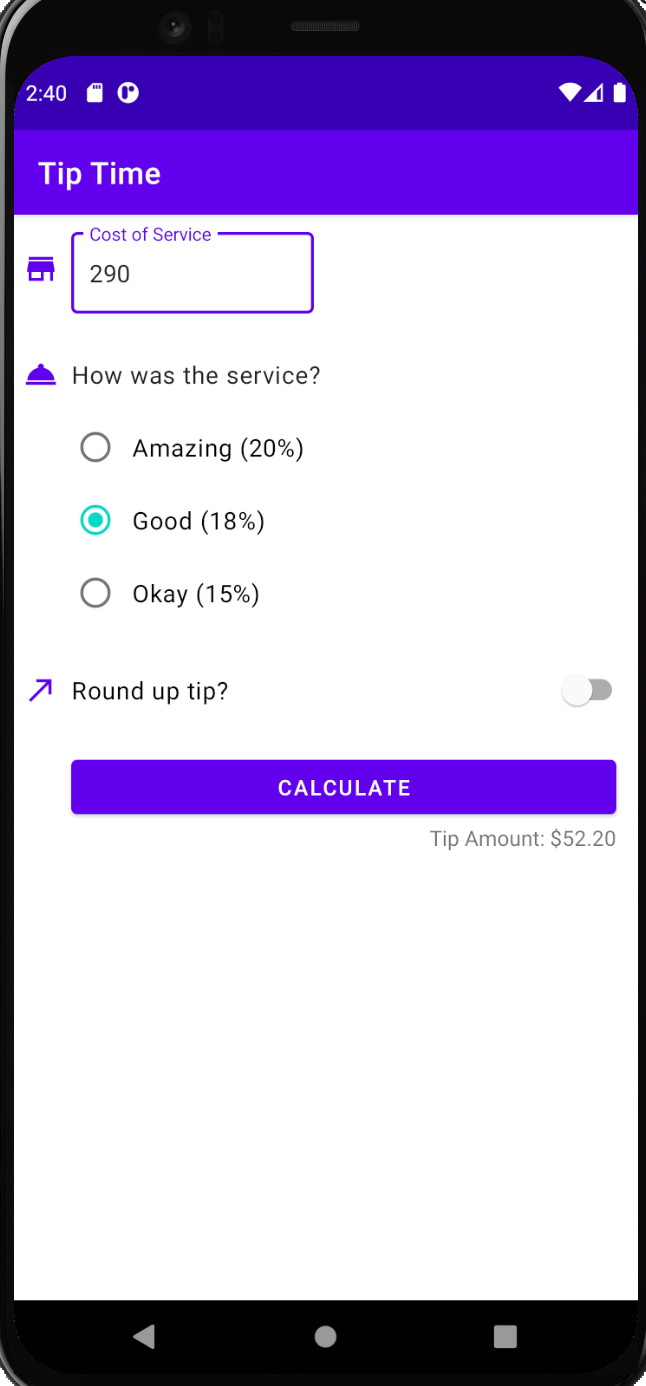 2:40
Tip Time
Cost of Service
290
How was the service?
Amazing (20%)
Good (18%)
Okay (15%)
Round up tip?
CALCULATE
Tip Amount: $52.20